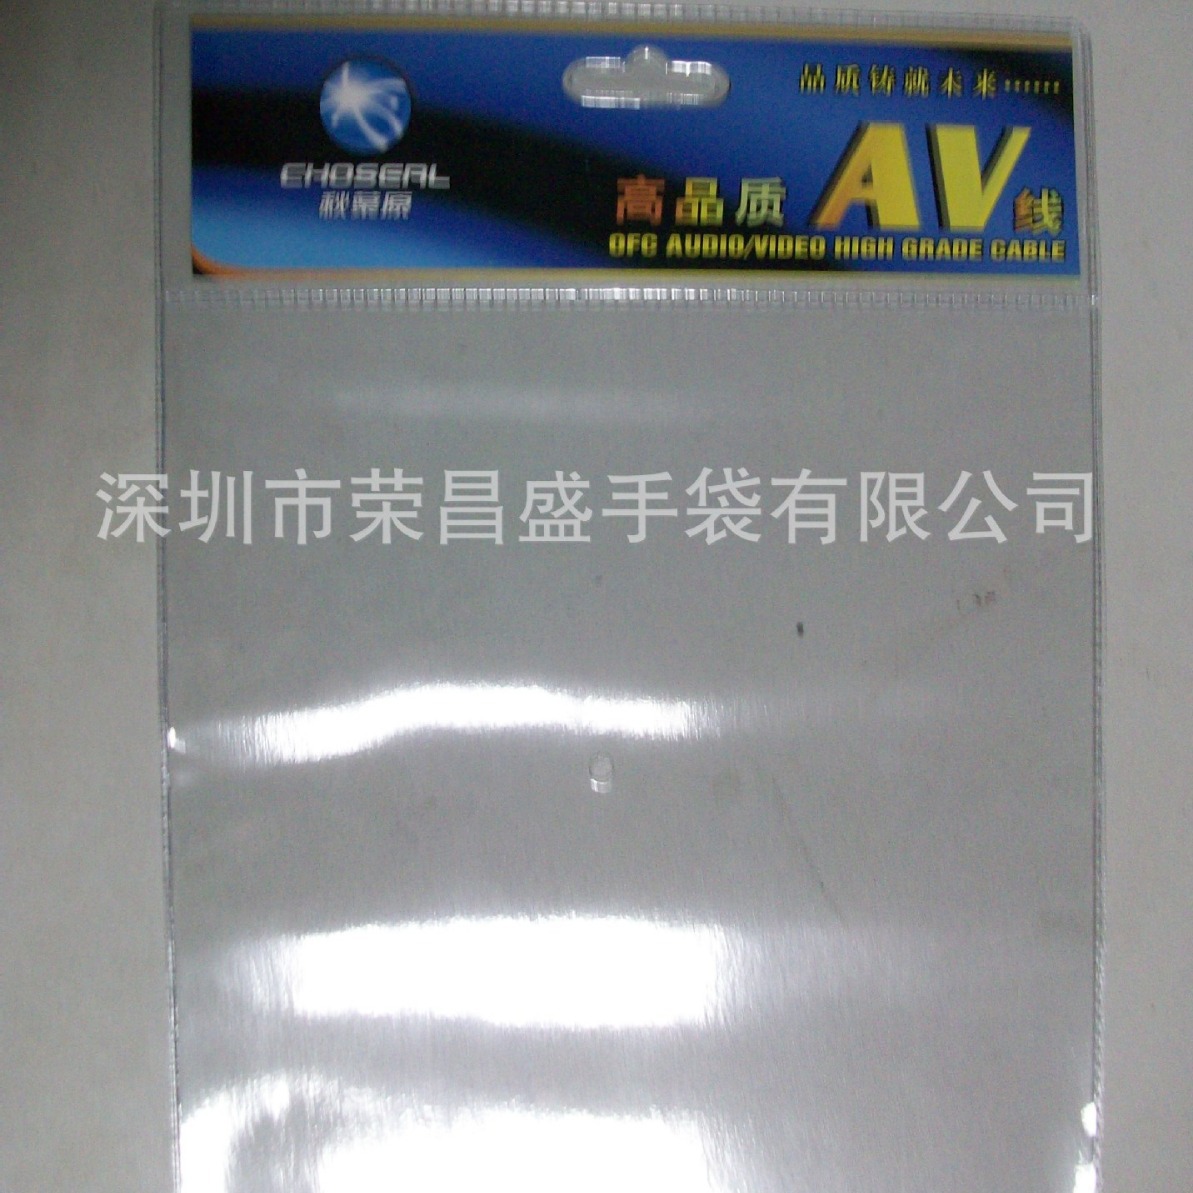 品质铸就未来······
CHOSEAL
秋葉原
高品质 AV 线
OFC AUDIO/VIDEO HIGH GRADE CABLE
深圳市荣昌盛手袋有限公司